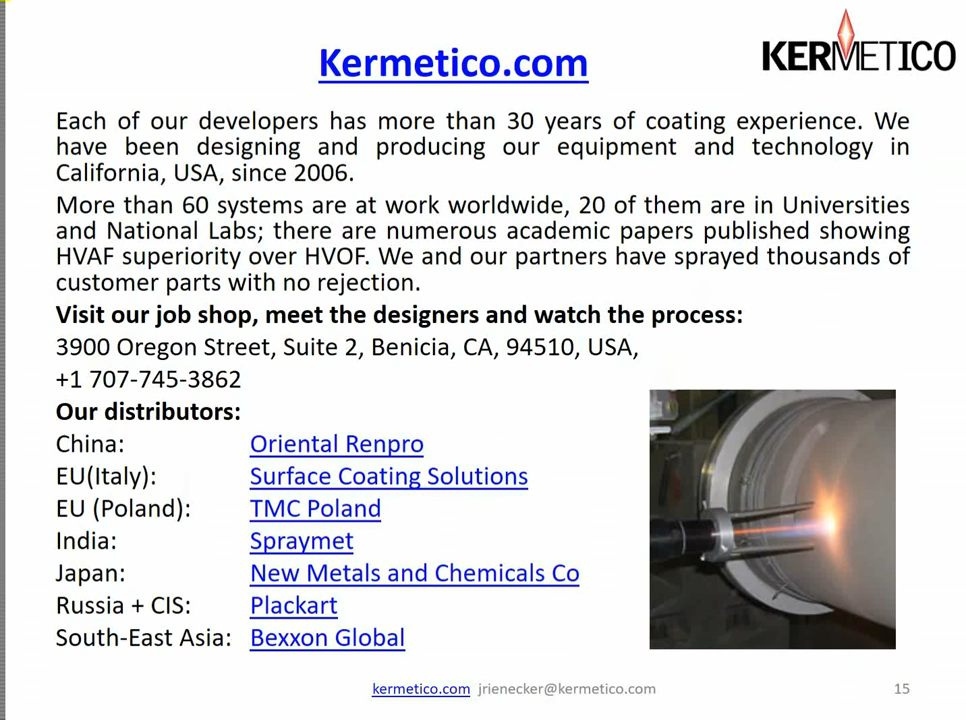 Kermetico.com
KERMETICO
Each of our developers has more than 30 years of coating experience. We
have been designing and producing our equipment and technology in
California, USA, since 2006.
More than 60 systems are at work worldwide, 20 of them are in Universities
and National Labs; there are numerous academic papers published showing
HVAF superiority over HVOF. We and our partners have sprayed thousands of
customer parts with no rejection.
Visit our job shop, meet the designers and watch the process:
3900 Oregon Street, Suite 2, Benicia, CA, 94510, USA,
+1 707-745-3862
Our distributors:
China: Oriental Renpro
EU(Italy): Surface Coating Solutions
EU (Poland): TMC Poland
India: Spraymet
Japan: New Metals and Chemicals Co
Russia + CIS: Plackart
South-East Asia: Bexxon Global
kermetico.com jrienecker@kermetico.com 15